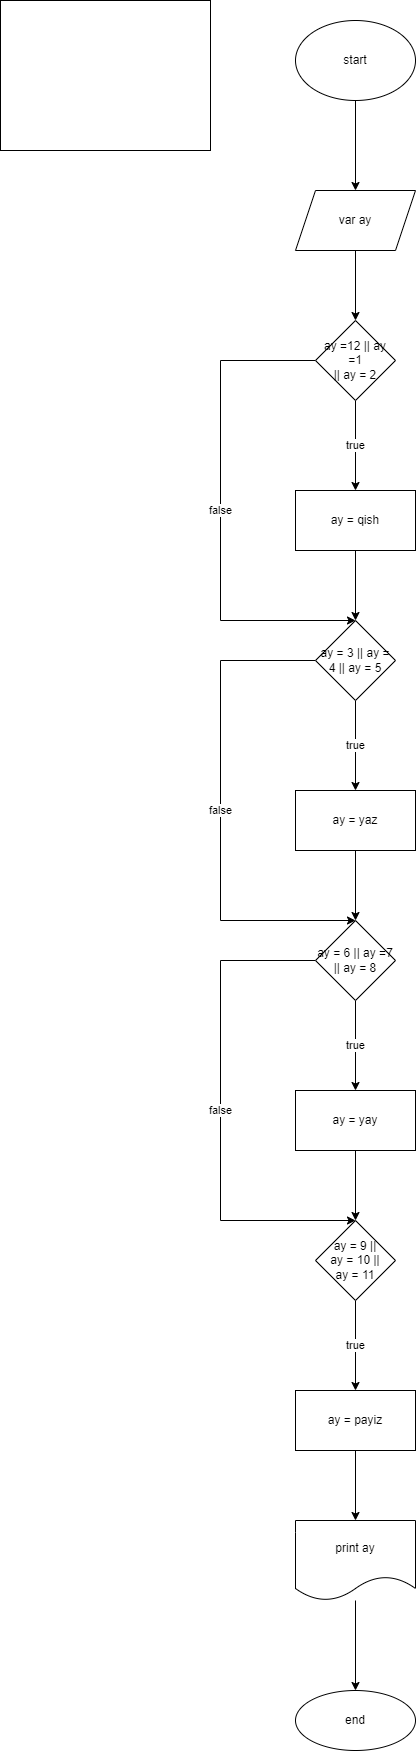 start
var ay
ay =12 || ay
=1
|| ay = 2
true
ay = qish
false
ay = 3 || ay =
4 || ay = 5
true
ay = yaz
false
ay = 6 || ay =7
|| ay = 8
true
ay = yay
false
ay = 9 ||
ay = 10 ||
ay = 11
true
ay = payiz
print ay
end